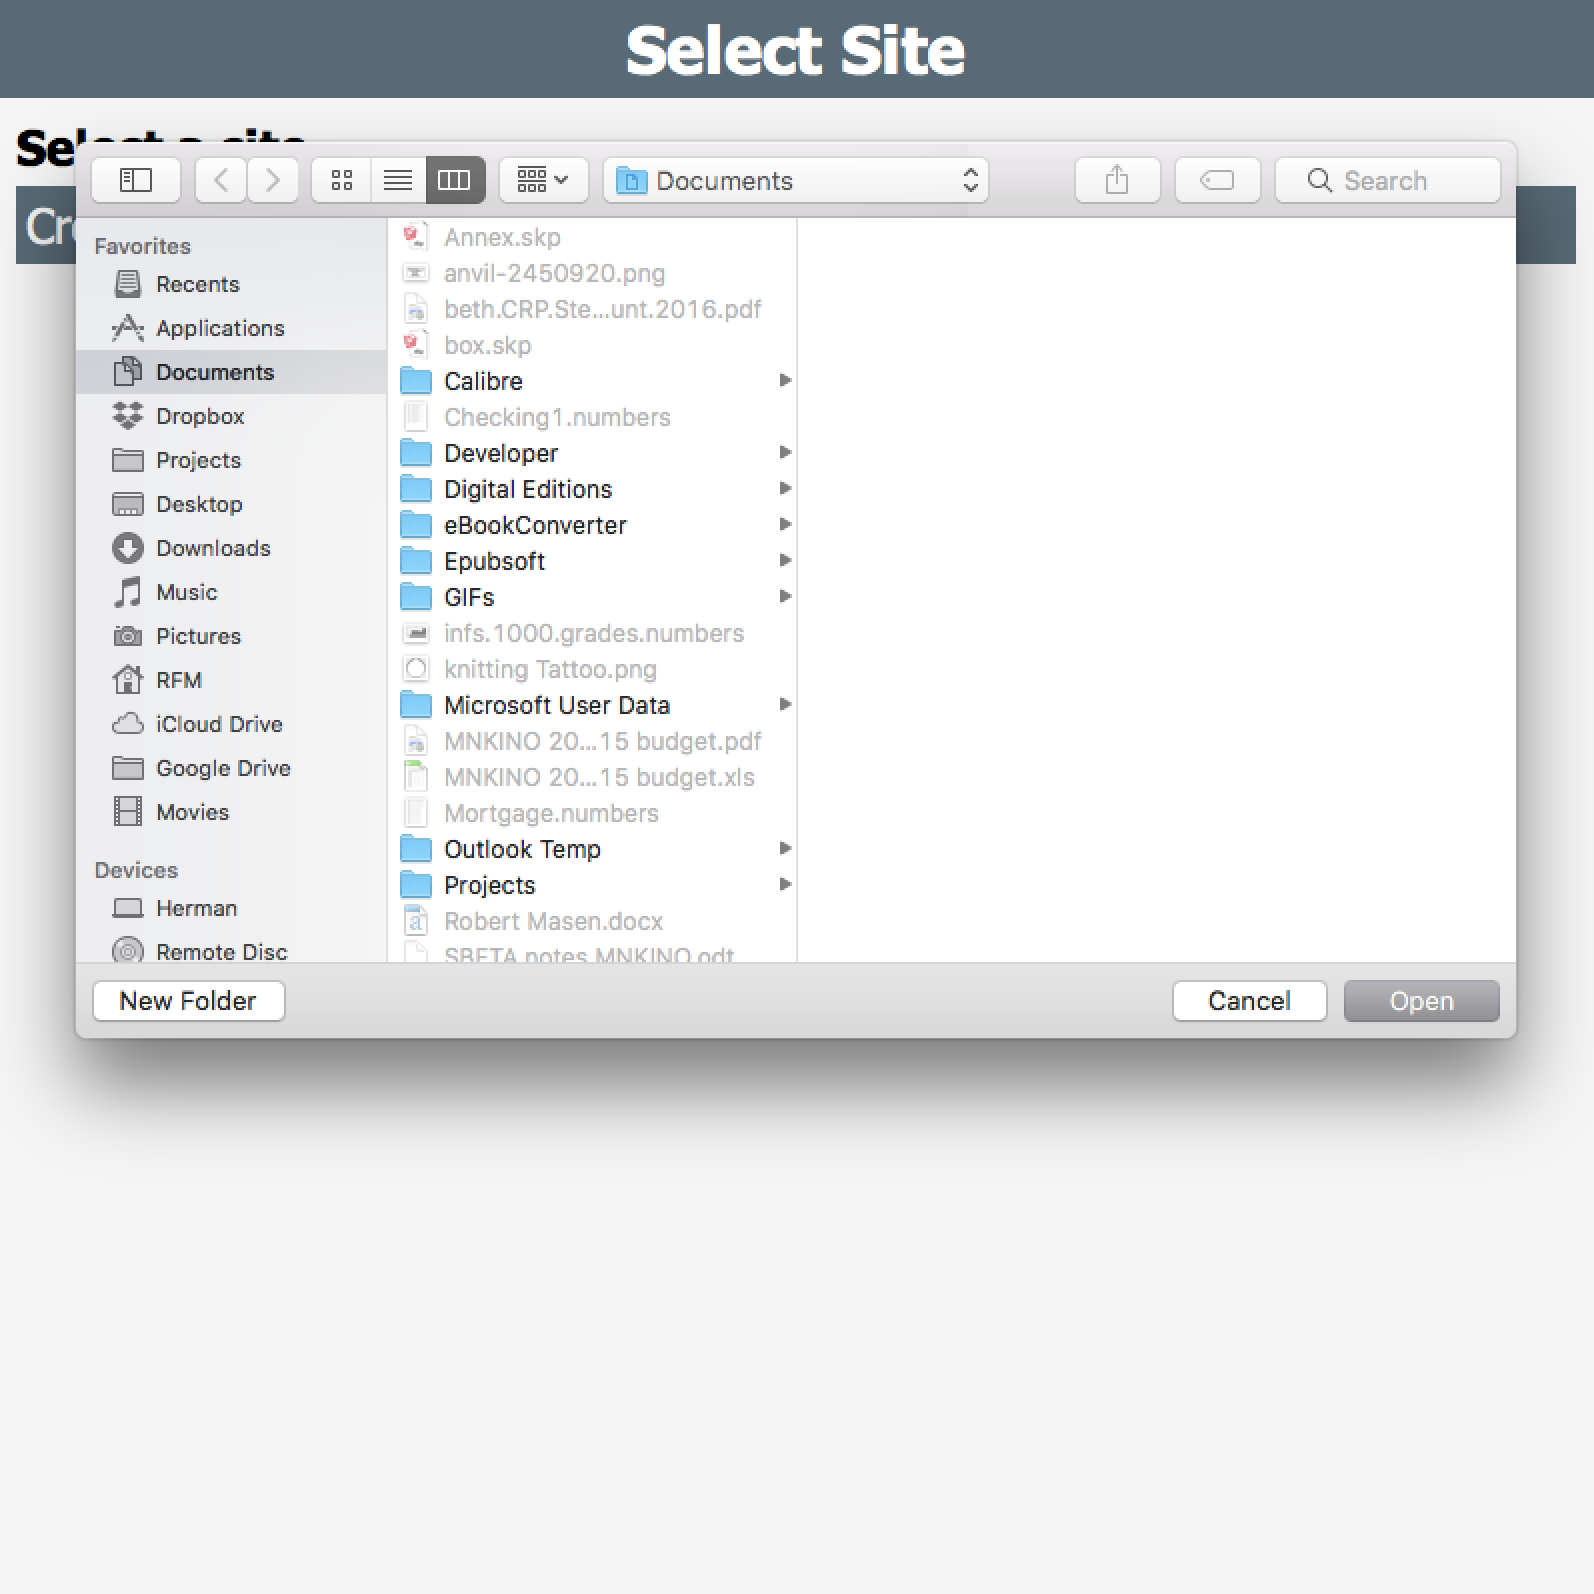 Select Site
Select a site
Cre
Documents
Search
Favorites
Recents
Applications
Documents
Dropbox
Projects
Desktop
Downloads
Music
Pictures
RFM
iCloud Drive
Google Drive
Movies
Devices
Herman
Remote Disc
Annex.skp
anvil-2450920.png
beth.CRP.Ste...unt.2016.pdf
box.skp
Calibre
Checking1.numbers
Developer
Digital Editions
eBookConverter
Epubsoft
GIFs
infs.1000.grades.numbers
knitting Tattoo.png
Microsoft User Data
MNKINO 20...15 budget.pdf
MNKINO 20...15 budget.xls
Mortgage.numbers
Outlook Temp
Projects
Robert Masen.docx
SBETA notes MNKINO.odt
New Folder
Cancel
Open